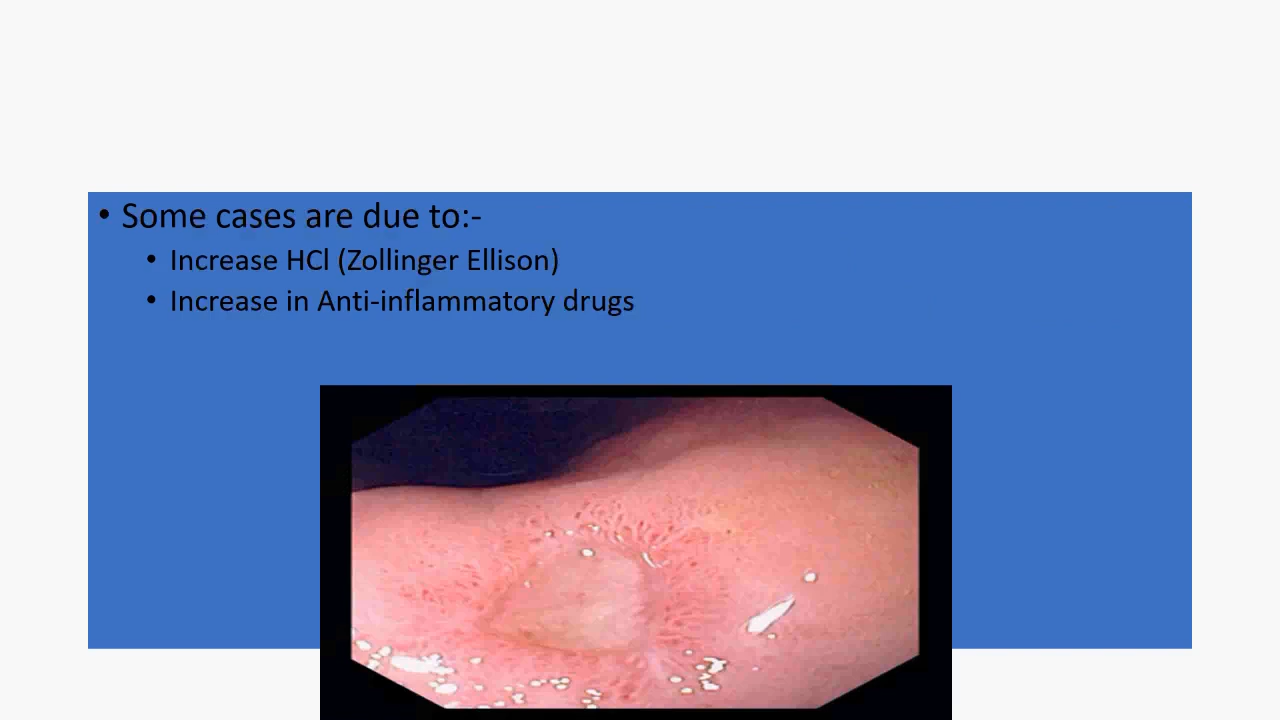 • Some cases are due to:-
• Increase HCl (Zollinger Ellison)
• Increase in Anti-inflammatory drugs